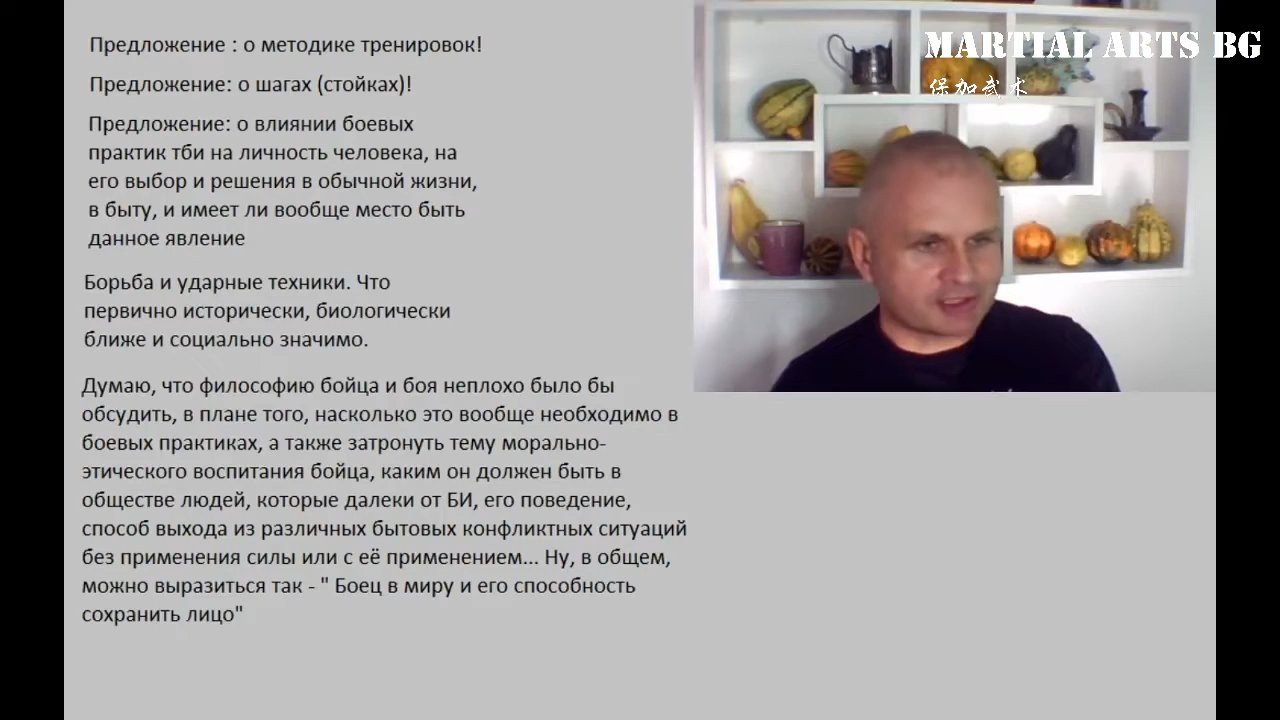 Предложение : о методике тренировок!
Предложение: о шагах (стойках)!
Предложение: о влиянии боевых
практик тби на личность человека, на
его выбор и решения в обычной жизни,
в быту, и имеет ли вообще место быть
данное явление
Борьба и ударные техники. Что
первично исторически, биологически
ближе и социально значимо.
Думаю, что философию бойца и боя неплохо было бы
обсудить, в плане того, насколько это вообще необходимо в
боевых практиках, а также затронуть тему морально-
этического воспитания бойца, каким он должен быть в
обществе людей, которые далеки от БИ, его поведение,
способ выхода из различных бытовых конфликтных ситуаций
без применения силы или с её применением... Ну, в общем,
можно выразиться так - " Боец в миру и его способность
сохранить лицо"
MARTIAL ARTS BG
保加武术